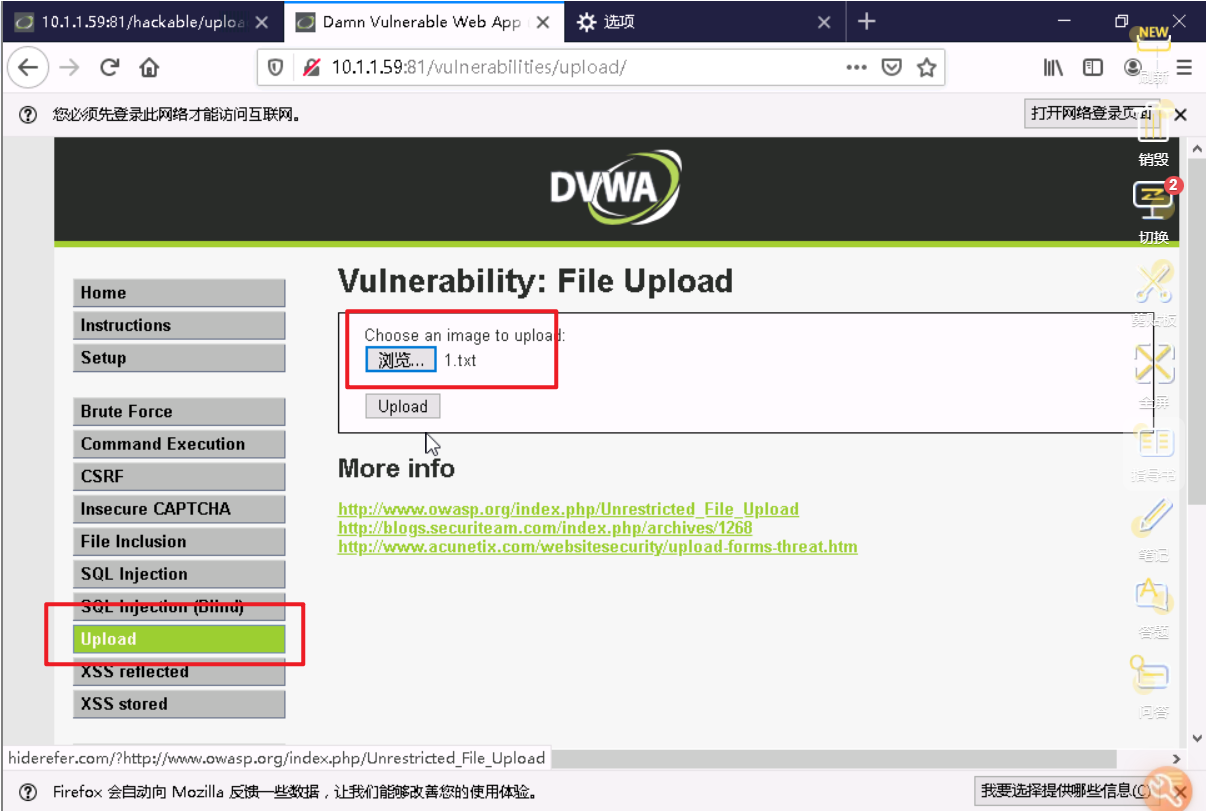 10.1.1.59:81/hackable/uploa
Damn Vulnerable Web App
选项
NEW
10.1.1.59:81/vulnerabilities/upload/
您必须先登录此网络才能访问互联网。
打开网络登录页面
销毁
2
切换
DVWA
Home
Instructions
Setup
Brute Force
Command Execution
CSRF
Insecure CAPTCHA
File Inclusion
SQL Injection
SQL Injection (Blind)
Upload
XSS reflected
XSS stored
Vulnerability: File Upload
Choose an image to upload:
浏览... 1.txt
Upload
More info
http://www.owasp.org/index.php/Unrestricted_File_Upload
http://blogs.securiteam.com/index.php/archives/1268
http://www.acunetix.com/websitesecurity/upload-forms-threat.htm
全屏
笔记
答题
问答
hiderefer.com/?http://www.owasp.org/index.php/Unrestricted_File_Upload
Firefox 会自动向 Mozilla 反馈一些数据，让我们能够改善您的使用体验。
我要选择提供哪些信息(C)